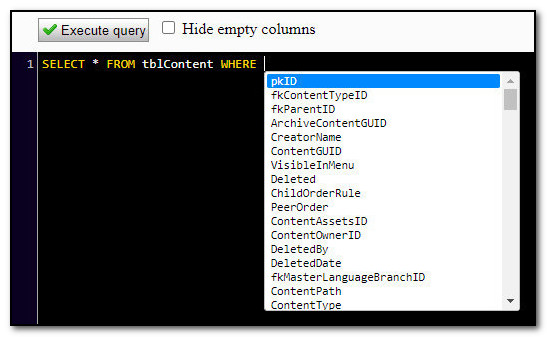 Execute query Hide empty columns
1 SELECT * FROM tblContent WHERE
pkID
fkContentTypeID
fkParentID
ArchiveContentGUID
CreatorName
ContentGUID
VisibleInMenu
Deleted
ChildOrderRule
PeerOrder
ContentAssetsID
ContentOwnerID
DeletedBy
DeletedDate
fkMasterLanguageBranchID
ContentPath
ContentType